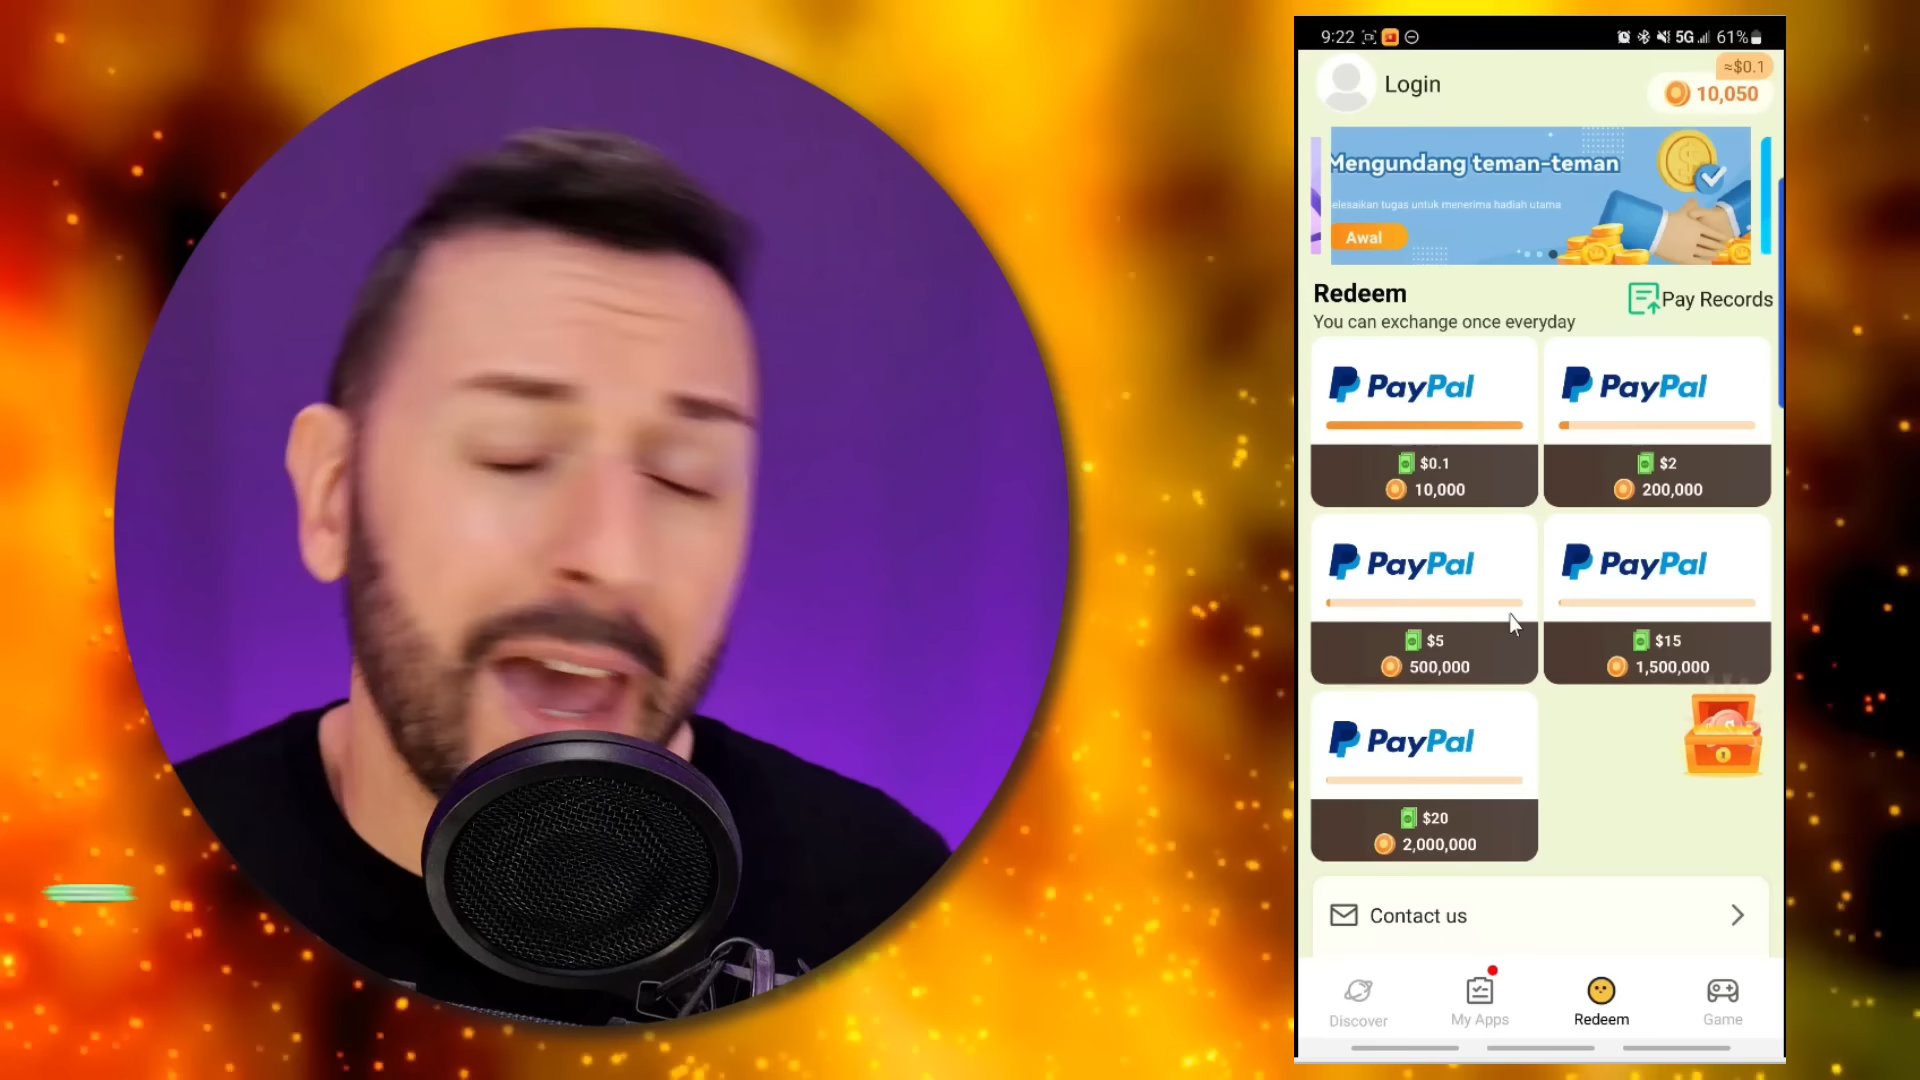 9:22
5G 61%
Login
≈$0.1
10,050
Mengundang teman-teman
elesaikan tugas untuk menerima hadiah utama
Awal
Redeem
Pay Records
You can exchange once everyday
PayPal PayPal
$0.1 $2
10,000 200,000
PayPal PayPal
$5 $15
500,000 1,500,000
PayPal
$20
2,000,000
Contact us
Discover My Apps Redeem Game